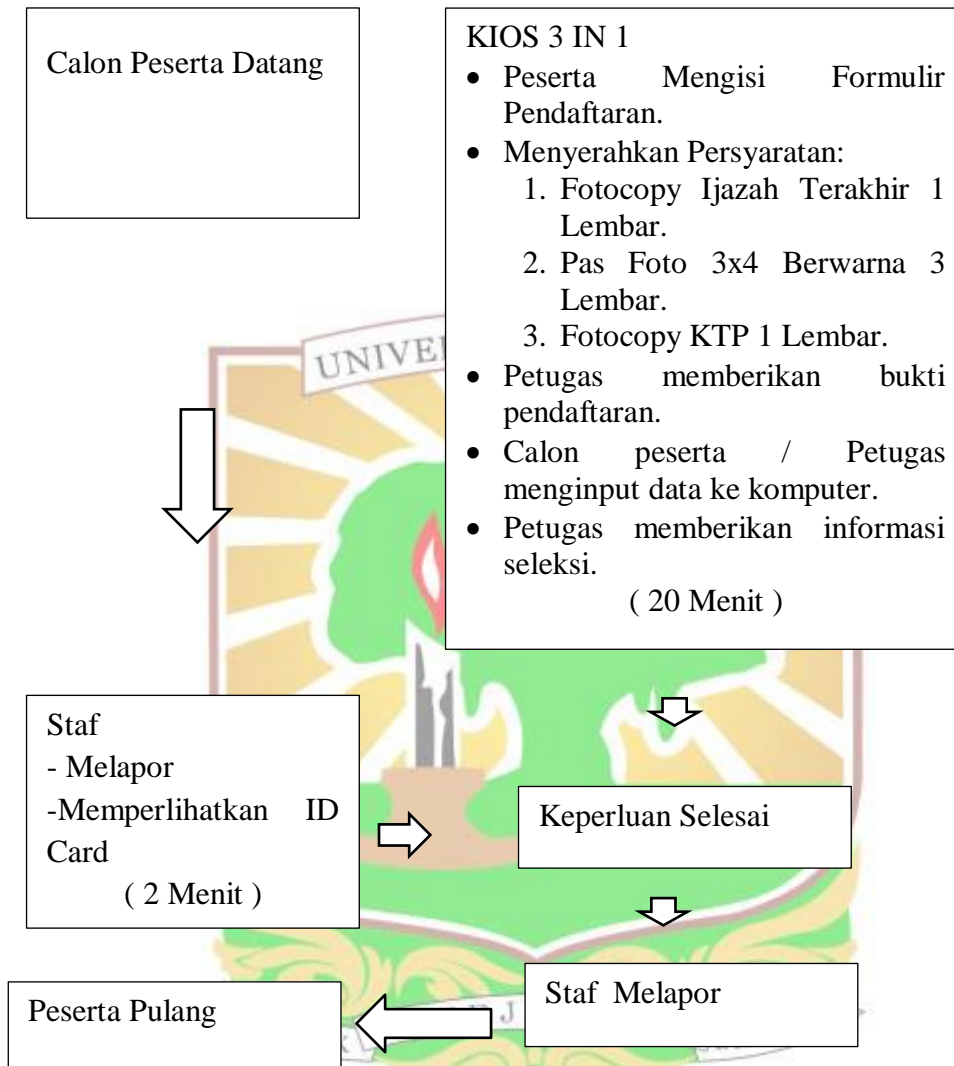 Calon Peserta Datang
KIOS 3 IN 1
• Peserta Mengisi Formulir
Pendaftaran.
• Menyerahkan Persyaratan:
1. Fotocopy Ijazah Terakhir 1
Lembar.
2. Pas Foto 3x4 Berwarna 3
Lembar.
3. Fotocopy KTP 1 Lembar.
• Petugas memberikan bukti
pendaftaran.
• Calon peserta / Petugas
menginput data ke komputer.
• Petugas memberikan informasi
seleksi.
( 20 Menit )
UNIVE
Staf
- Melapor
-Memperlihatkan ID
Card
( 2 Menit )
Keperluan Selesai
Staf Melapor
Peserta Pulang